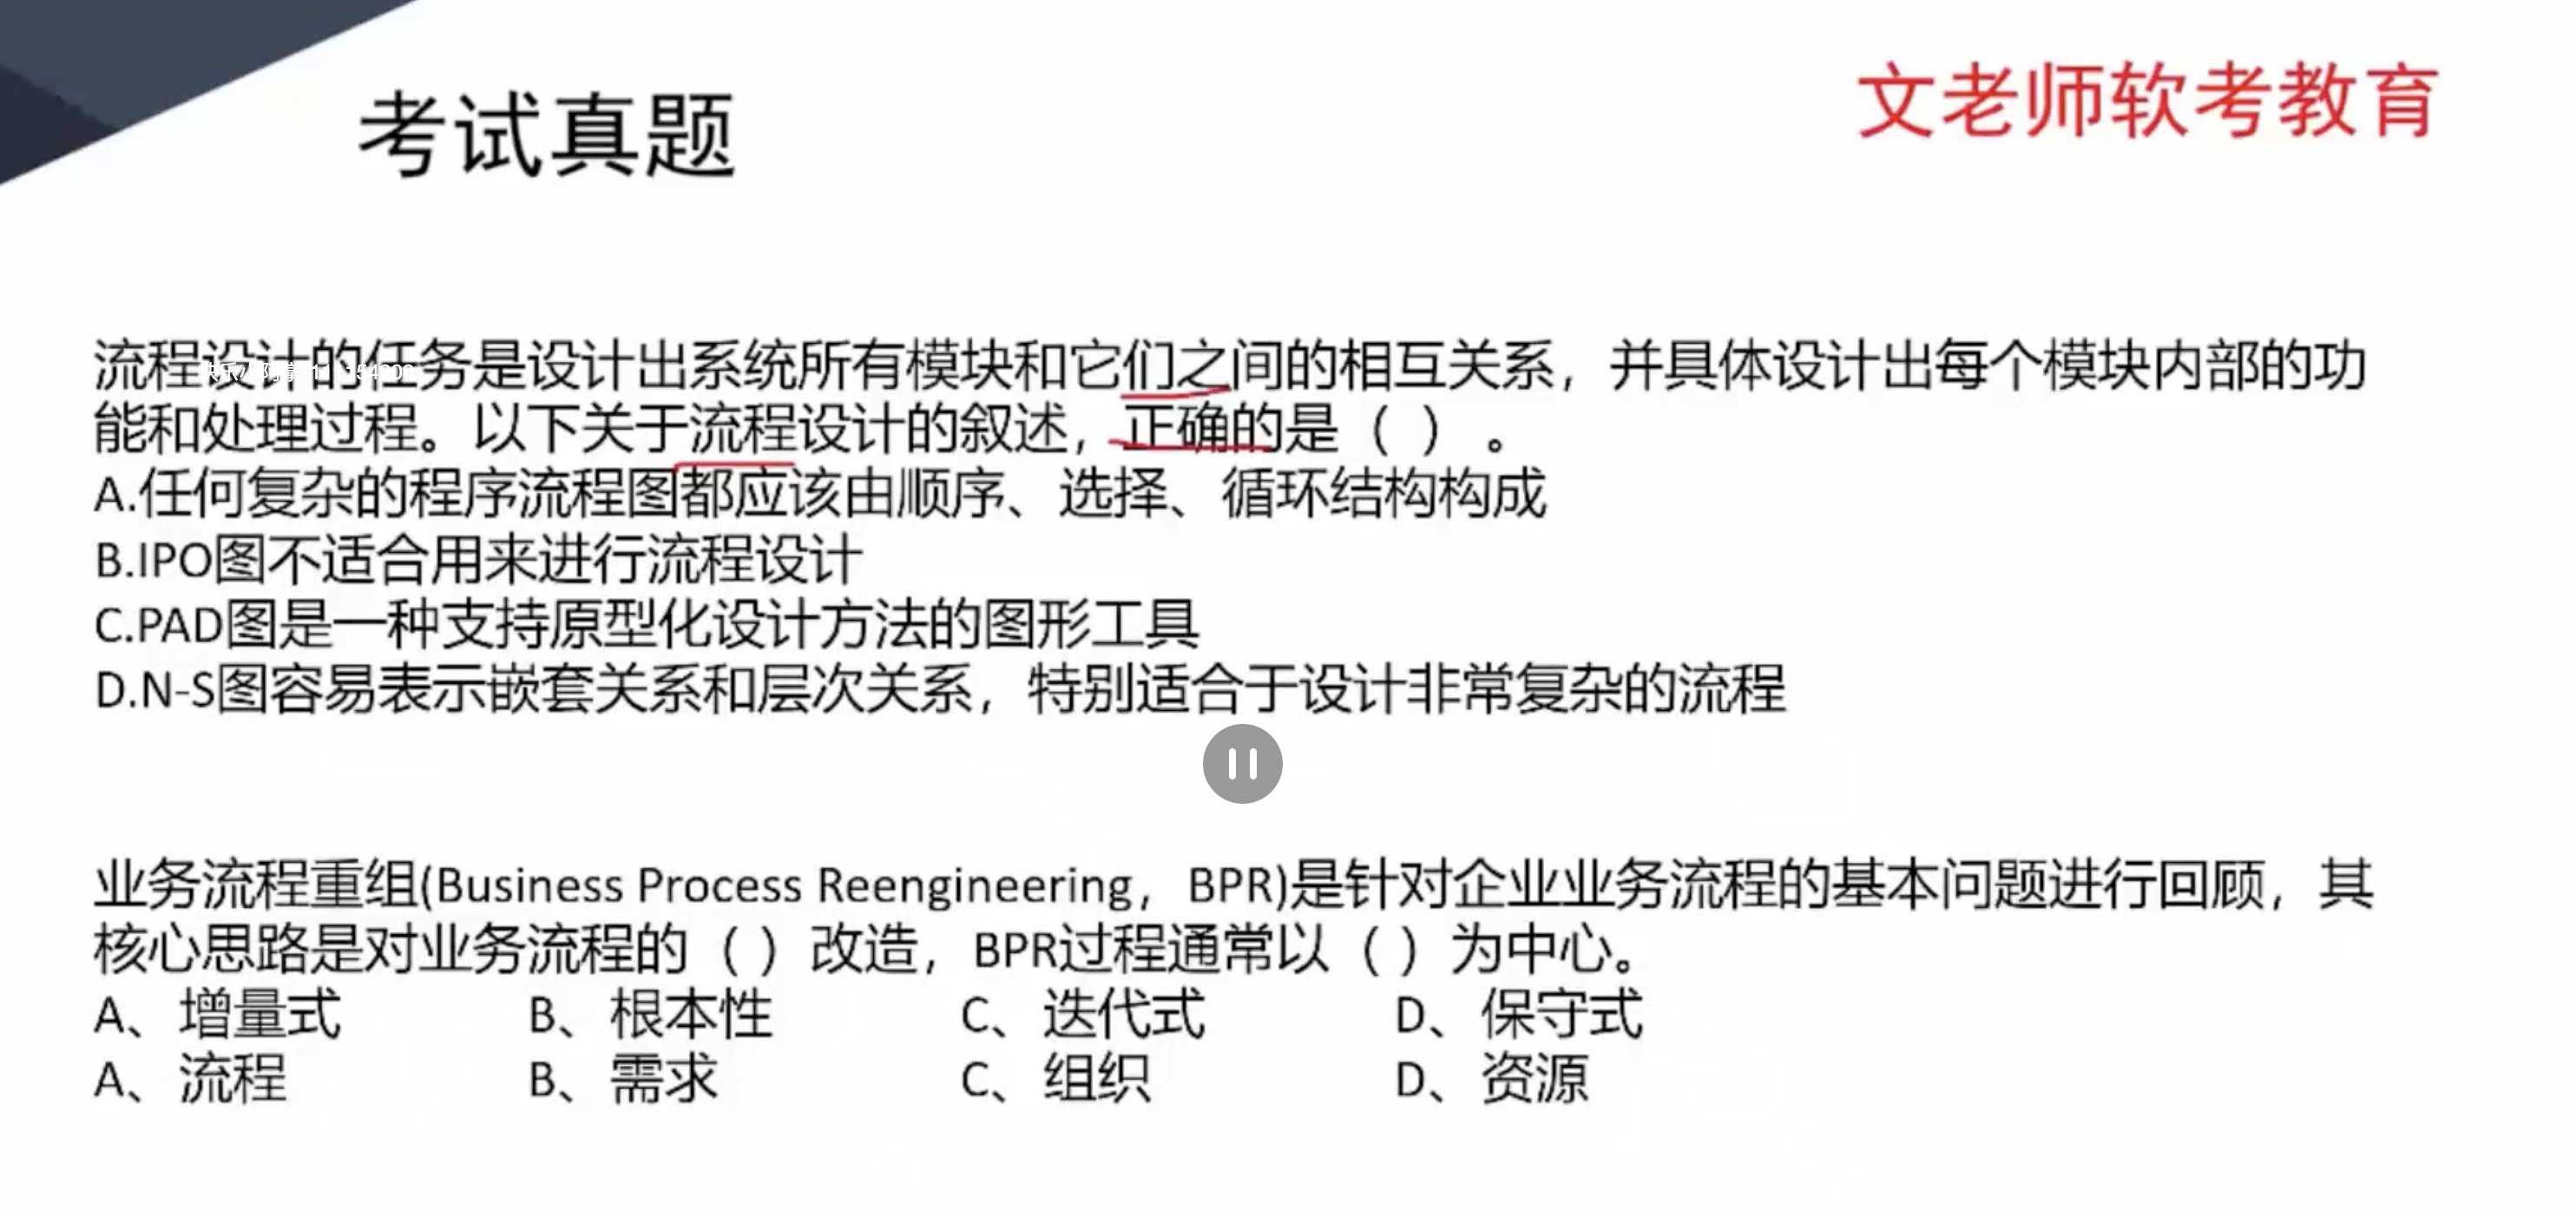 考试真题
文老师软考教育
流程设计的任务是设计出系统所有模块和它们之间的相互关系，并具体设计出每个模块内部的功
能和处理过程。以下关于流程设计的叙述，正确的是（ ）。
A.任何复杂的程序流程图都应该由顺序、选择、循环结构构成
B.IPO图不适合用来进行流程设计
C.PAD图是一种支持原型化设计方法的图形工具
D.N-S图容易表示嵌套关系和层次关系，特别适合于设计非常复杂的流程
业务流程重组(Business Process Reengineering，BPR)是针对企业业务流程的基本问题进行回顾，其
核心思路是对业务流程的（ ）改造，BPR过程通常以（ ）为中心。
A、增量式 B、根本性 C、迭代式 D、保守式
A、流程 B、需求 C、组织 D、资源